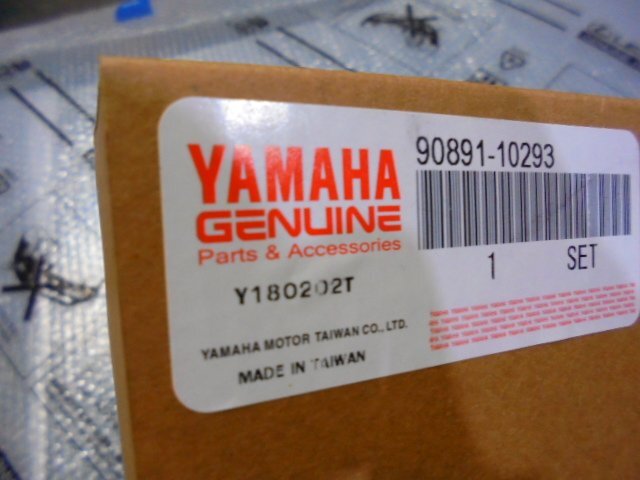 YAMAHA
GENUINE
Parts & Accessories
90891-10293
1 SET
Y180202T
YAMAHA MOTOR TAIWAN CO., LTD.
MADE IN TAIWAN